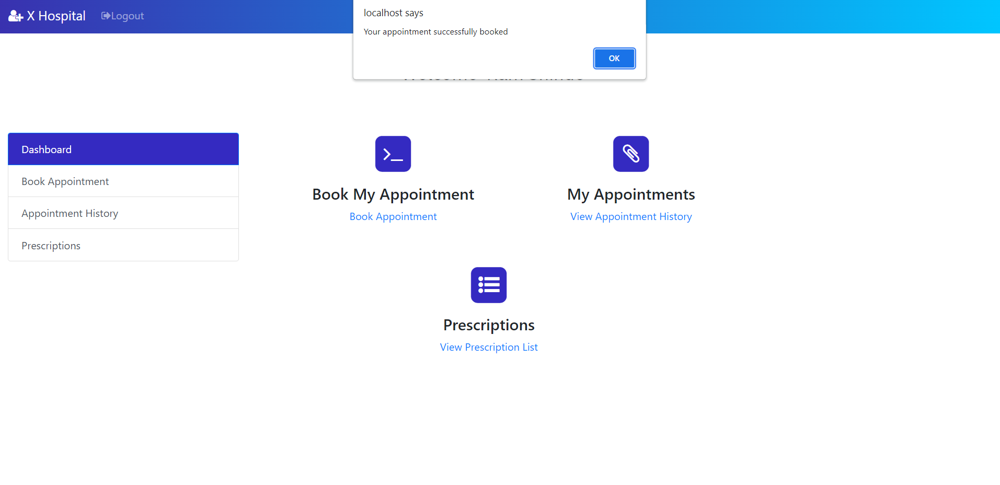 X Hospital
Logout
localhost says
Your appointment successfully booked
OK
Dashboard
Book Appointment
Appointment History
Prescriptions
Book My Appointment
Book Appointment
My Appointments
View Appointment History
Prescriptions
View Prescription List